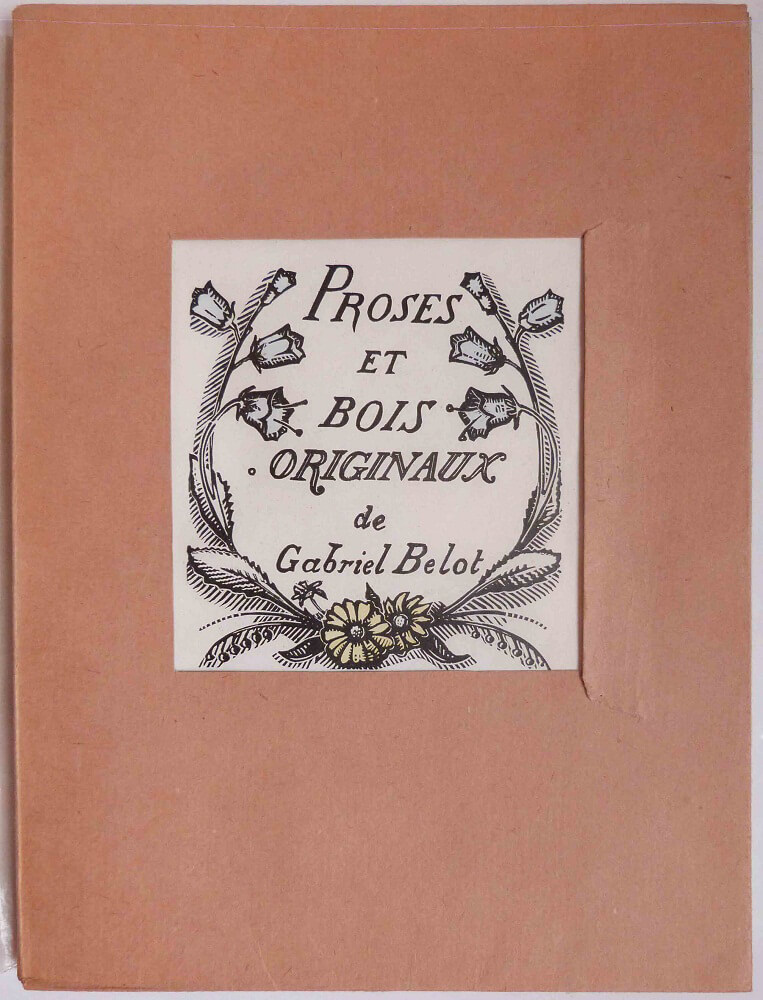 PROSES
ET
BOIS
ORIGINAUX
de
Gabriel Belot